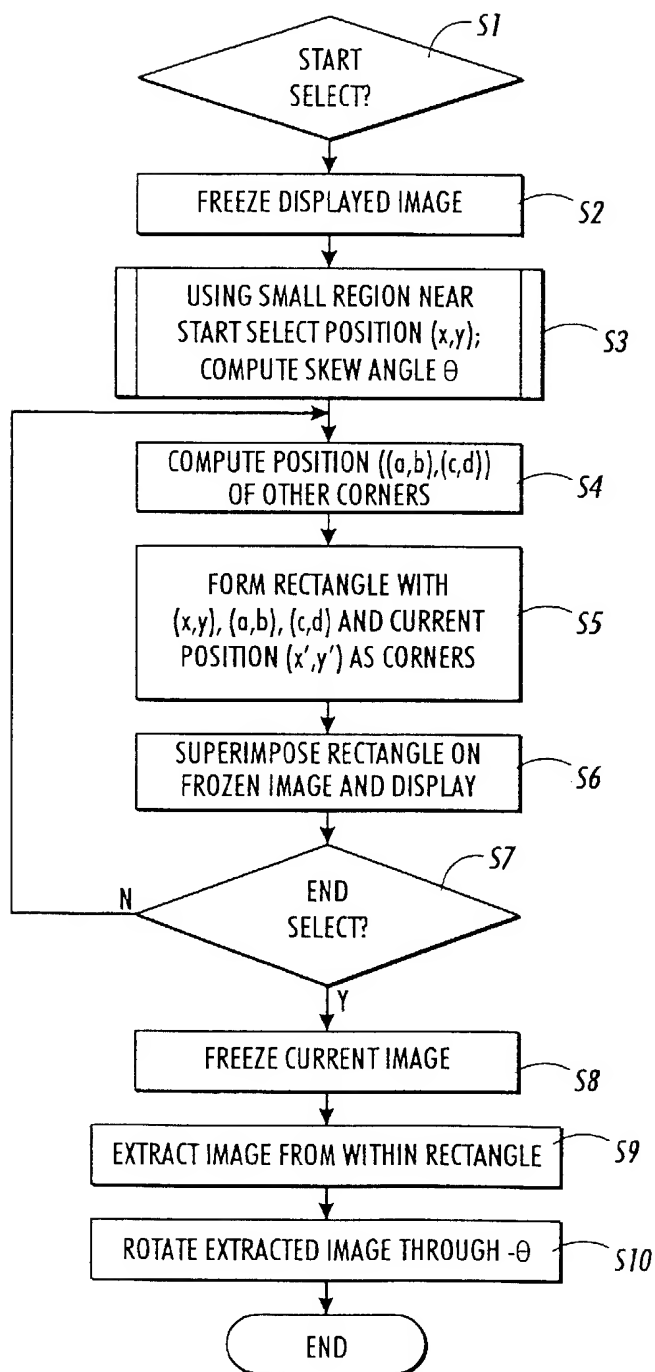 S1
START
SELECT?
FREEZE DISPLAYED IMAGE
S2
USING SMALL REGION NEAR
START SELECT POSITION (x,y);
COMPUTE SKEW ANGLE θ
S3
COMPUTE POSITION ((a,b),(c,d))
OF OTHER CORNERS
S4
FORM RECTANGLE WITH
(x,y), (a,b), (c,d) AND CURRENT
POSITION (x',y') AS CORNERS
S5
SUPERIMPOSE RECTANGLE ON
FROZEN IMAGE AND DISPLAY
S6
S7
N
END
SELECT?
Y
FREEZE CURRENT IMAGE
S8
EXTRACT IMAGE FROM WITHIN RECTANGLE
S9
ROTATE EXTRACTED IMAGE THROUGH -θ
S10
END